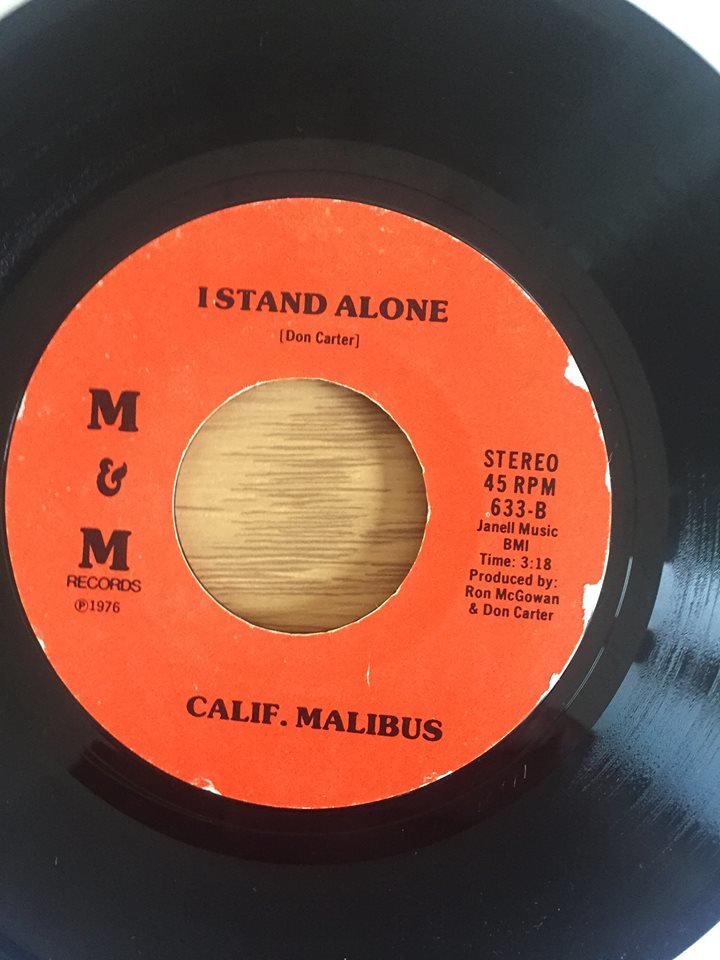 I STAND ALONE
[Don Carter]
M
&
M
RECORDS
℗1976
STEREO
45 RPM
633-B
Janell Music
BMI
Time: 3:18
Produced by:
Ron McGowan
& Don Carter
CALIF. MALIBUS